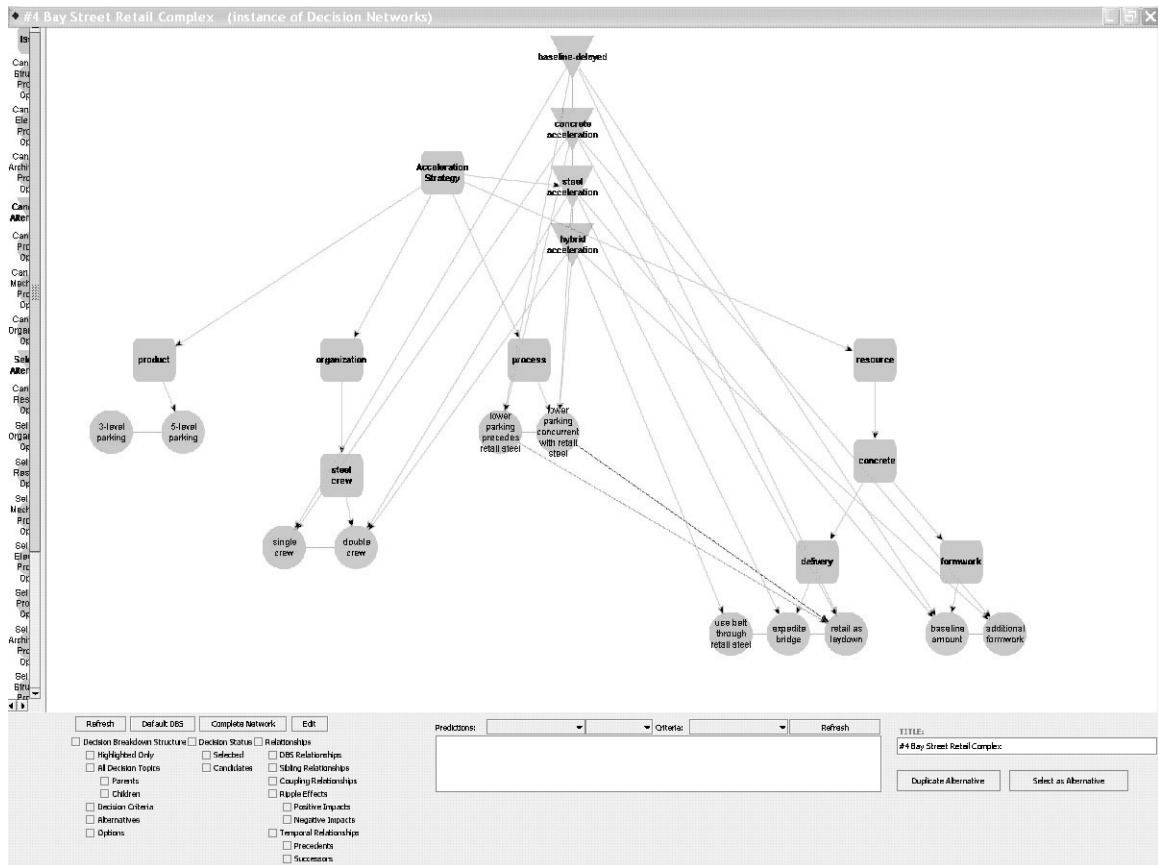 #4 Bay Street Retail Complex (instance of Decision Networks)
baseline-delayed
concrete
acceleration
Acceleration
Strategy
steel
acceleration
hybrid
acceleration
product
organization
process
resource
3-level
parking
5-level
parking
lower
parking
precedes
retail steel
lower
parking
concurrent
with retail
steel
steel
crew
concrete
single
crew
double
crew
delivery
formwork
use belt
through
retail steel
expedite
bridge
retail as
laydown
baseline
amount
additional
formwork
Refresh
Default DBS
Complete Network
Edit
Decision Breakdown Structure
Decision Status
Relationships
Highlighted Only
Selected
DBS Relationships
All Decision Topics
Candidates
Sibling Relationships
Parents
Coupling Relationships
Children
Ripple Effects
Decision Criteria
Positive Impacts
Alternatives
Negative Impacts
Options
Temporal Relationships
Precedents
Successors
Predictions:
Criteria:
Refresh
TITLE:
#4 Bay Street Retail Complex
Duplicate Alternative
Select as Alternative